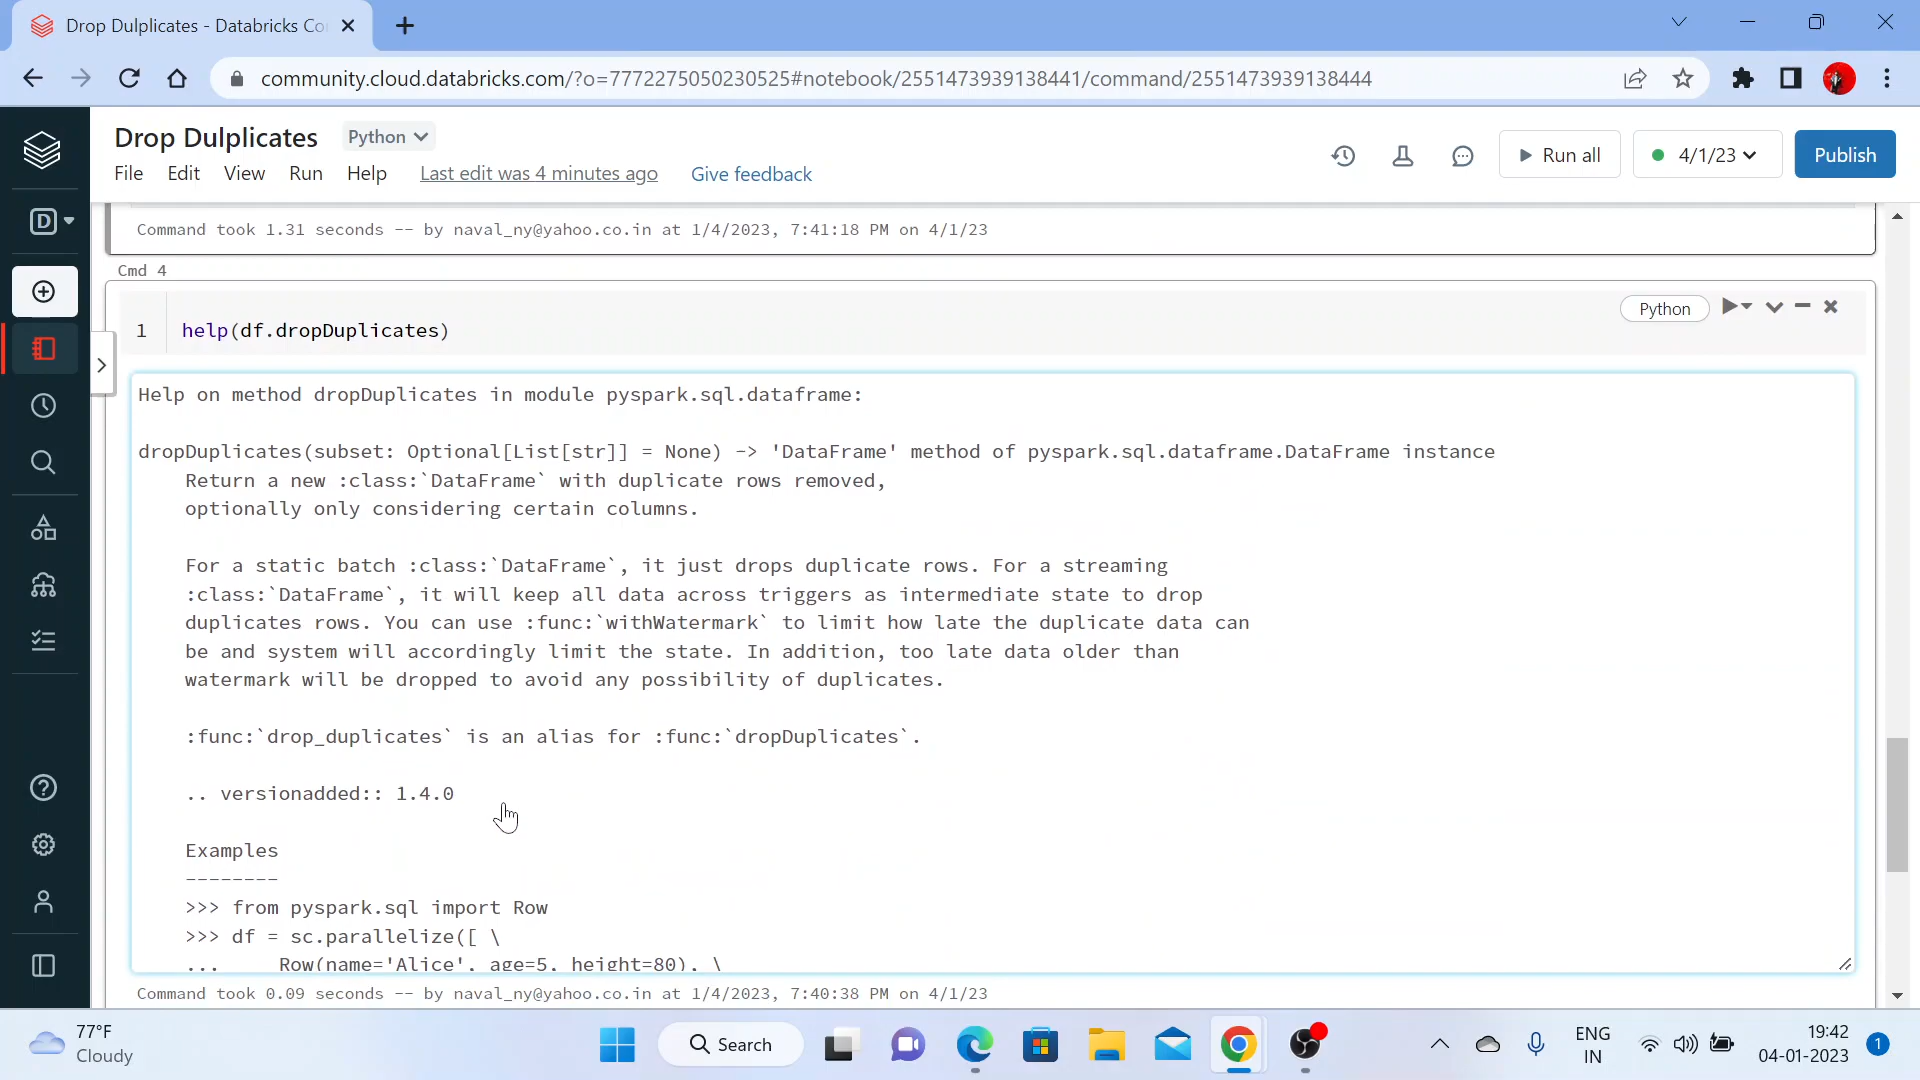 Drop Dulplicates - Databricks Co
community.cloud.databricks.com/?o=7772275050230525#notebook/2551473939138441/command/2551473939138444
Drop Dulplicates
Python
File
Edit
View
Run
Help
Last edit was 4 minutes ago
Give feedback
Run all
4/1/23
Publish
D
Command took 1.31 seconds -- by naval_ny@yahoo.co.in at 1/4/2023, 7:41:18 PM on 4/1/23
Cmd 4
Python
1 help(df.dropDuplicates)
Help on method dropDuplicates in module pyspark.sql.dataframe:
dropDuplicates(subset: Optional[List[str]] = None) -> 'DataFrame' method of pyspark.sql.dataframe.DataFrame instance
Return a new :class:`DataFrame` with duplicate rows removed,
optionally only considering certain columns.
For a static batch :class:`DataFrame`, it just drops duplicate rows. For a streaming
:class:`DataFrame`, it will keep all data across triggers as intermediate state to drop
duplicates rows. You can use :func:`withWatermark` to limit how late the duplicate data can
be and system will accordingly limit the state. In addition, too late data older than
watermark will be dropped to avoid any possibility of duplicates.
:func:`drop_duplicates` is an alias for :func:`dropDuplicates`.
.. versionadded:: 1.4.0
Examples
--------
>>> from pyspark.sql import Row
>>> df = sc.parallelize([ \
... Row(name='Alice', age=5, height=80), \
Command took 0.09 seconds -- by naval_ny@yahoo.co.in at 1/4/2023, 7:40:38 PM on 4/1/23
77°F
Cloudy
Search
ENG
IN
19:42
04-01-2023
1